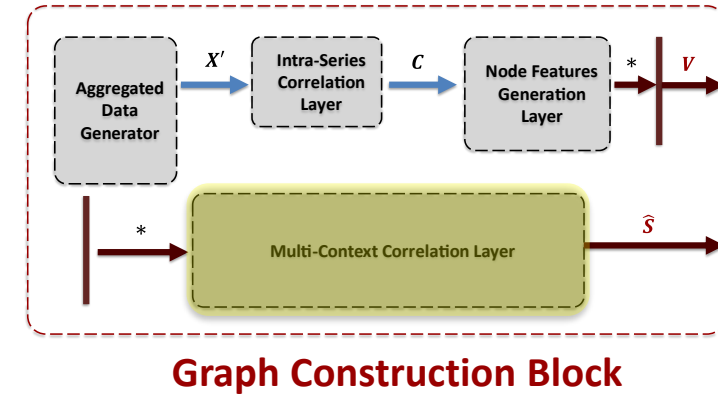 Aggregated
Data
Generator
X′
Intra-Series
Correlation
Layer
C
Node Features
Generation
Layer
*
V
*
Multi-Context Correlation Layer
Ŝ
Graph Construction Block